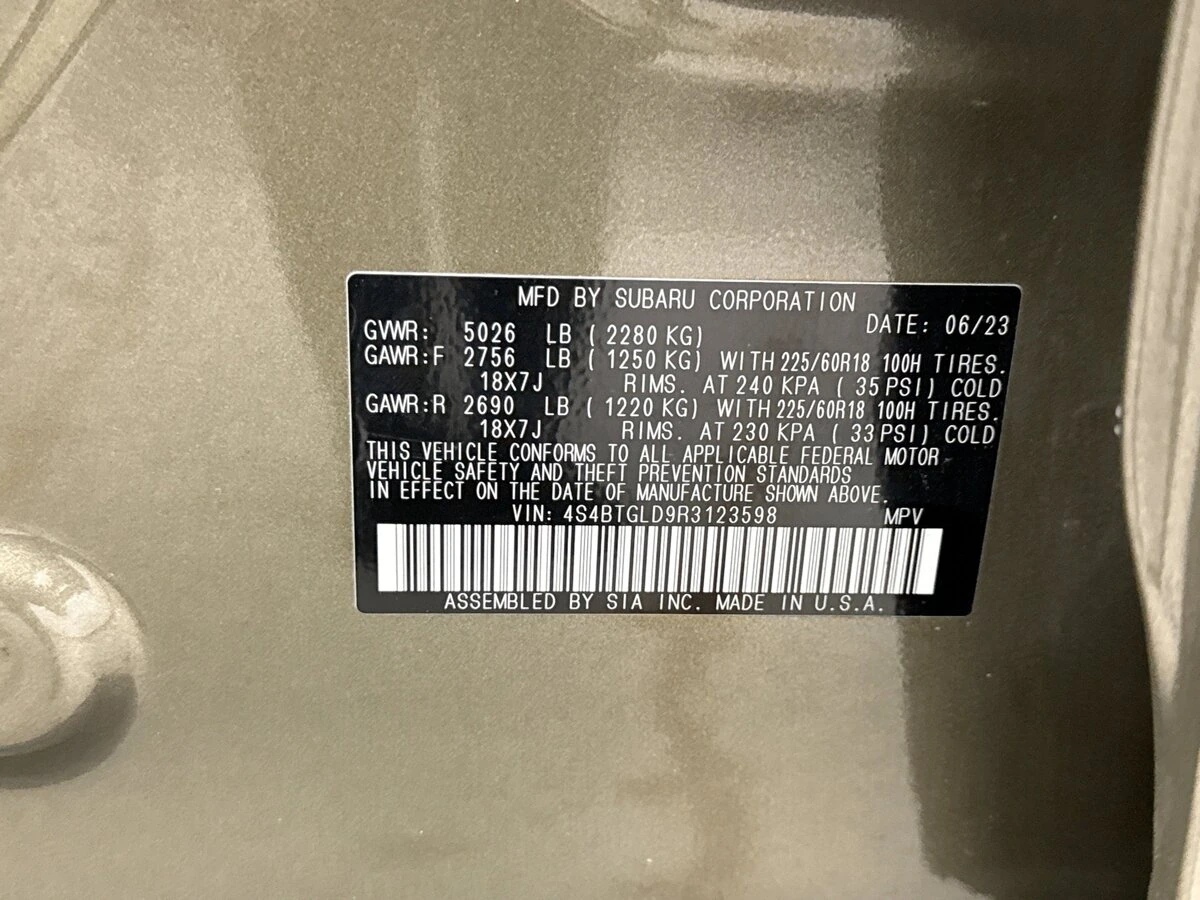 MFD BY SUBARU CORPORATION
DATE: 06/23
GVWR: 5026 LB ( 2280 KG)
GAWR:F 2756 LB ( 1250 KG) WITH 225/60R18 100H TIRES.
18X7J RIMS. AT 240 KPA ( 35 PSI) COLD
GAWR:R 2690 LB ( 1220 KG) WITH 225/60R18 100H TIRES.
18X7J RIMS. AT 230 KPA ( 33 PSI) COLD
THIS VEHICLE CONFORMS TO ALL APPLICABLE FEDERAL MOTOR
VEHICLE SAFETY AND THEFT PREVENTION STANDARDS
IN EFFECT ON THE DATE OF MANUFACTURE SHOWN ABOVE.
VIN: 4S4BTGLD9R3123598 MPV
ASSEMBLED BY SIA INC. MADE IN U.S.A.